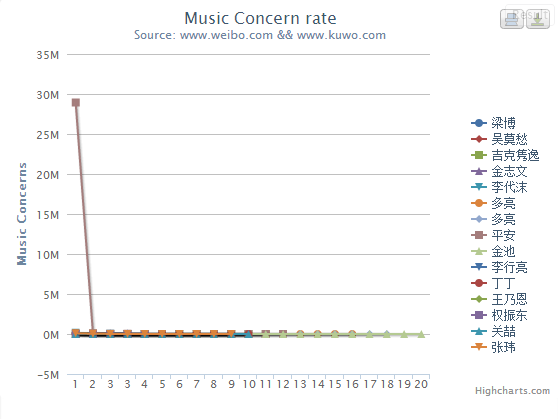 Music Concern rate
Source: www.weibo.com && www.kuwo.com
Result
35M
30M
25M
20M
15M
10M
5M
0M
−5M
Music Concerns
1 2 3 4 5 6 7 8 9 10 11 12 13 14 15 16 17 18 19 20
梁博
吴莫愁
吉克隽逸
金志文
李代沫
多亮
多亮
平安
金池
李行亮
丁丁
王乃恩
权振东
关喆
张玮
Highcharts.com